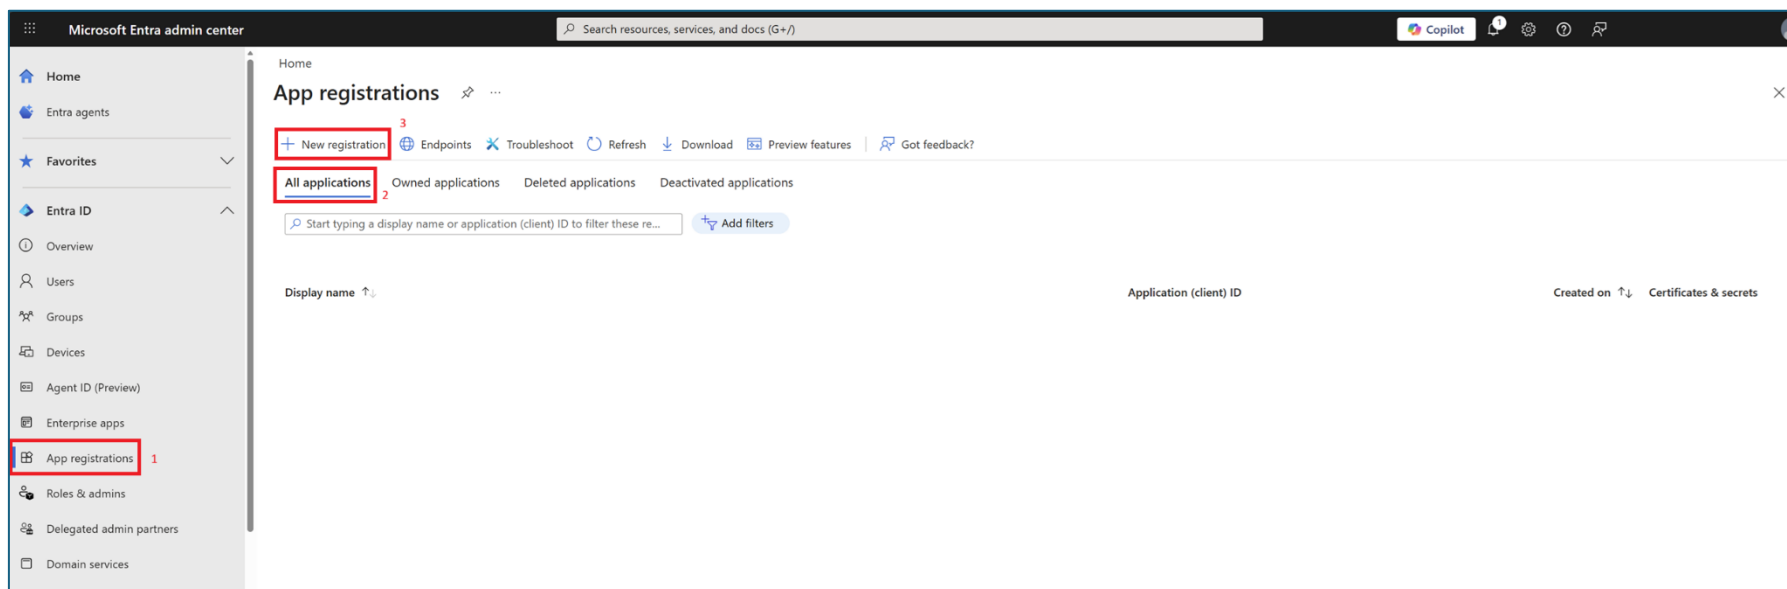 Microsoft Entra admin center
Search resources, services, and docs (G+/)
Copilot
1
Home
Entra agents
Favorites
Entra ID
Overview
Users
Groups
Devices
Agent ID (Preview)
Enterprise apps
App registrations 1
Roles & admins
Delegated admin partners
Domain services
Home
App registrations ...
3
+ New registration Endpoints Troubleshoot Refresh Download Preview features Got feedback?
All applications Owned applications Deleted applications Deactivated applications
2
Start typing a display name or application (client) ID to filter these re... Add filters
Display name Application (client) ID Created on Certificates & secrets